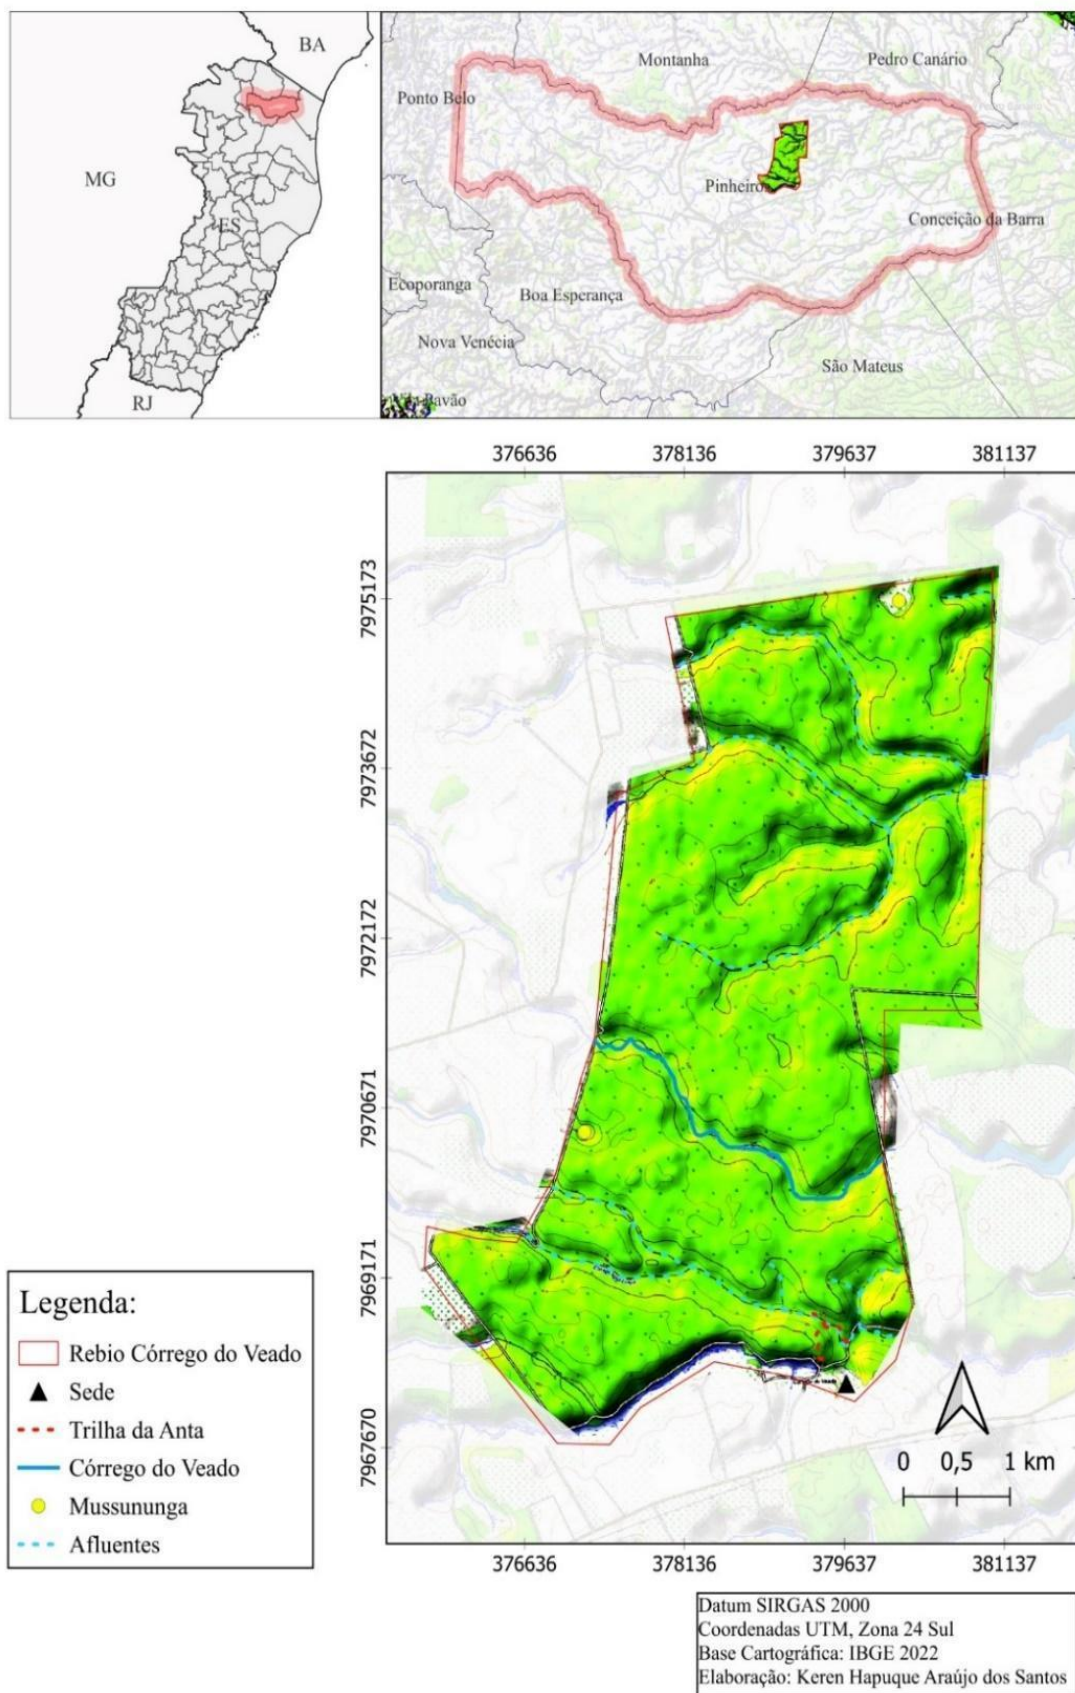 BA
MG
ES
RJ
Montanha
Pedro Canário
Ponto Belo
Pinheiros
Conceição da Barra
Ecoporanga
Boa Esperança
Nova Venécia
São Mateus
Pavão
376636 378136 379637 381137
7975173
7973672
7972172
7970671
7969171
7967670
0 0,5 1 km
376636 378136 379637 381137
Legenda:
Rebio Córrego do Veado
Sede
Trilha da Anta
Córrego do Veado
Mussununga
Afluentes
Datum SIRGAS 2000
Coordenadas UTM, Zona 24 Sul
Base Cartográfica: IBGE 2022
Elaboração: Keren Hapuque Araújo dos Santos